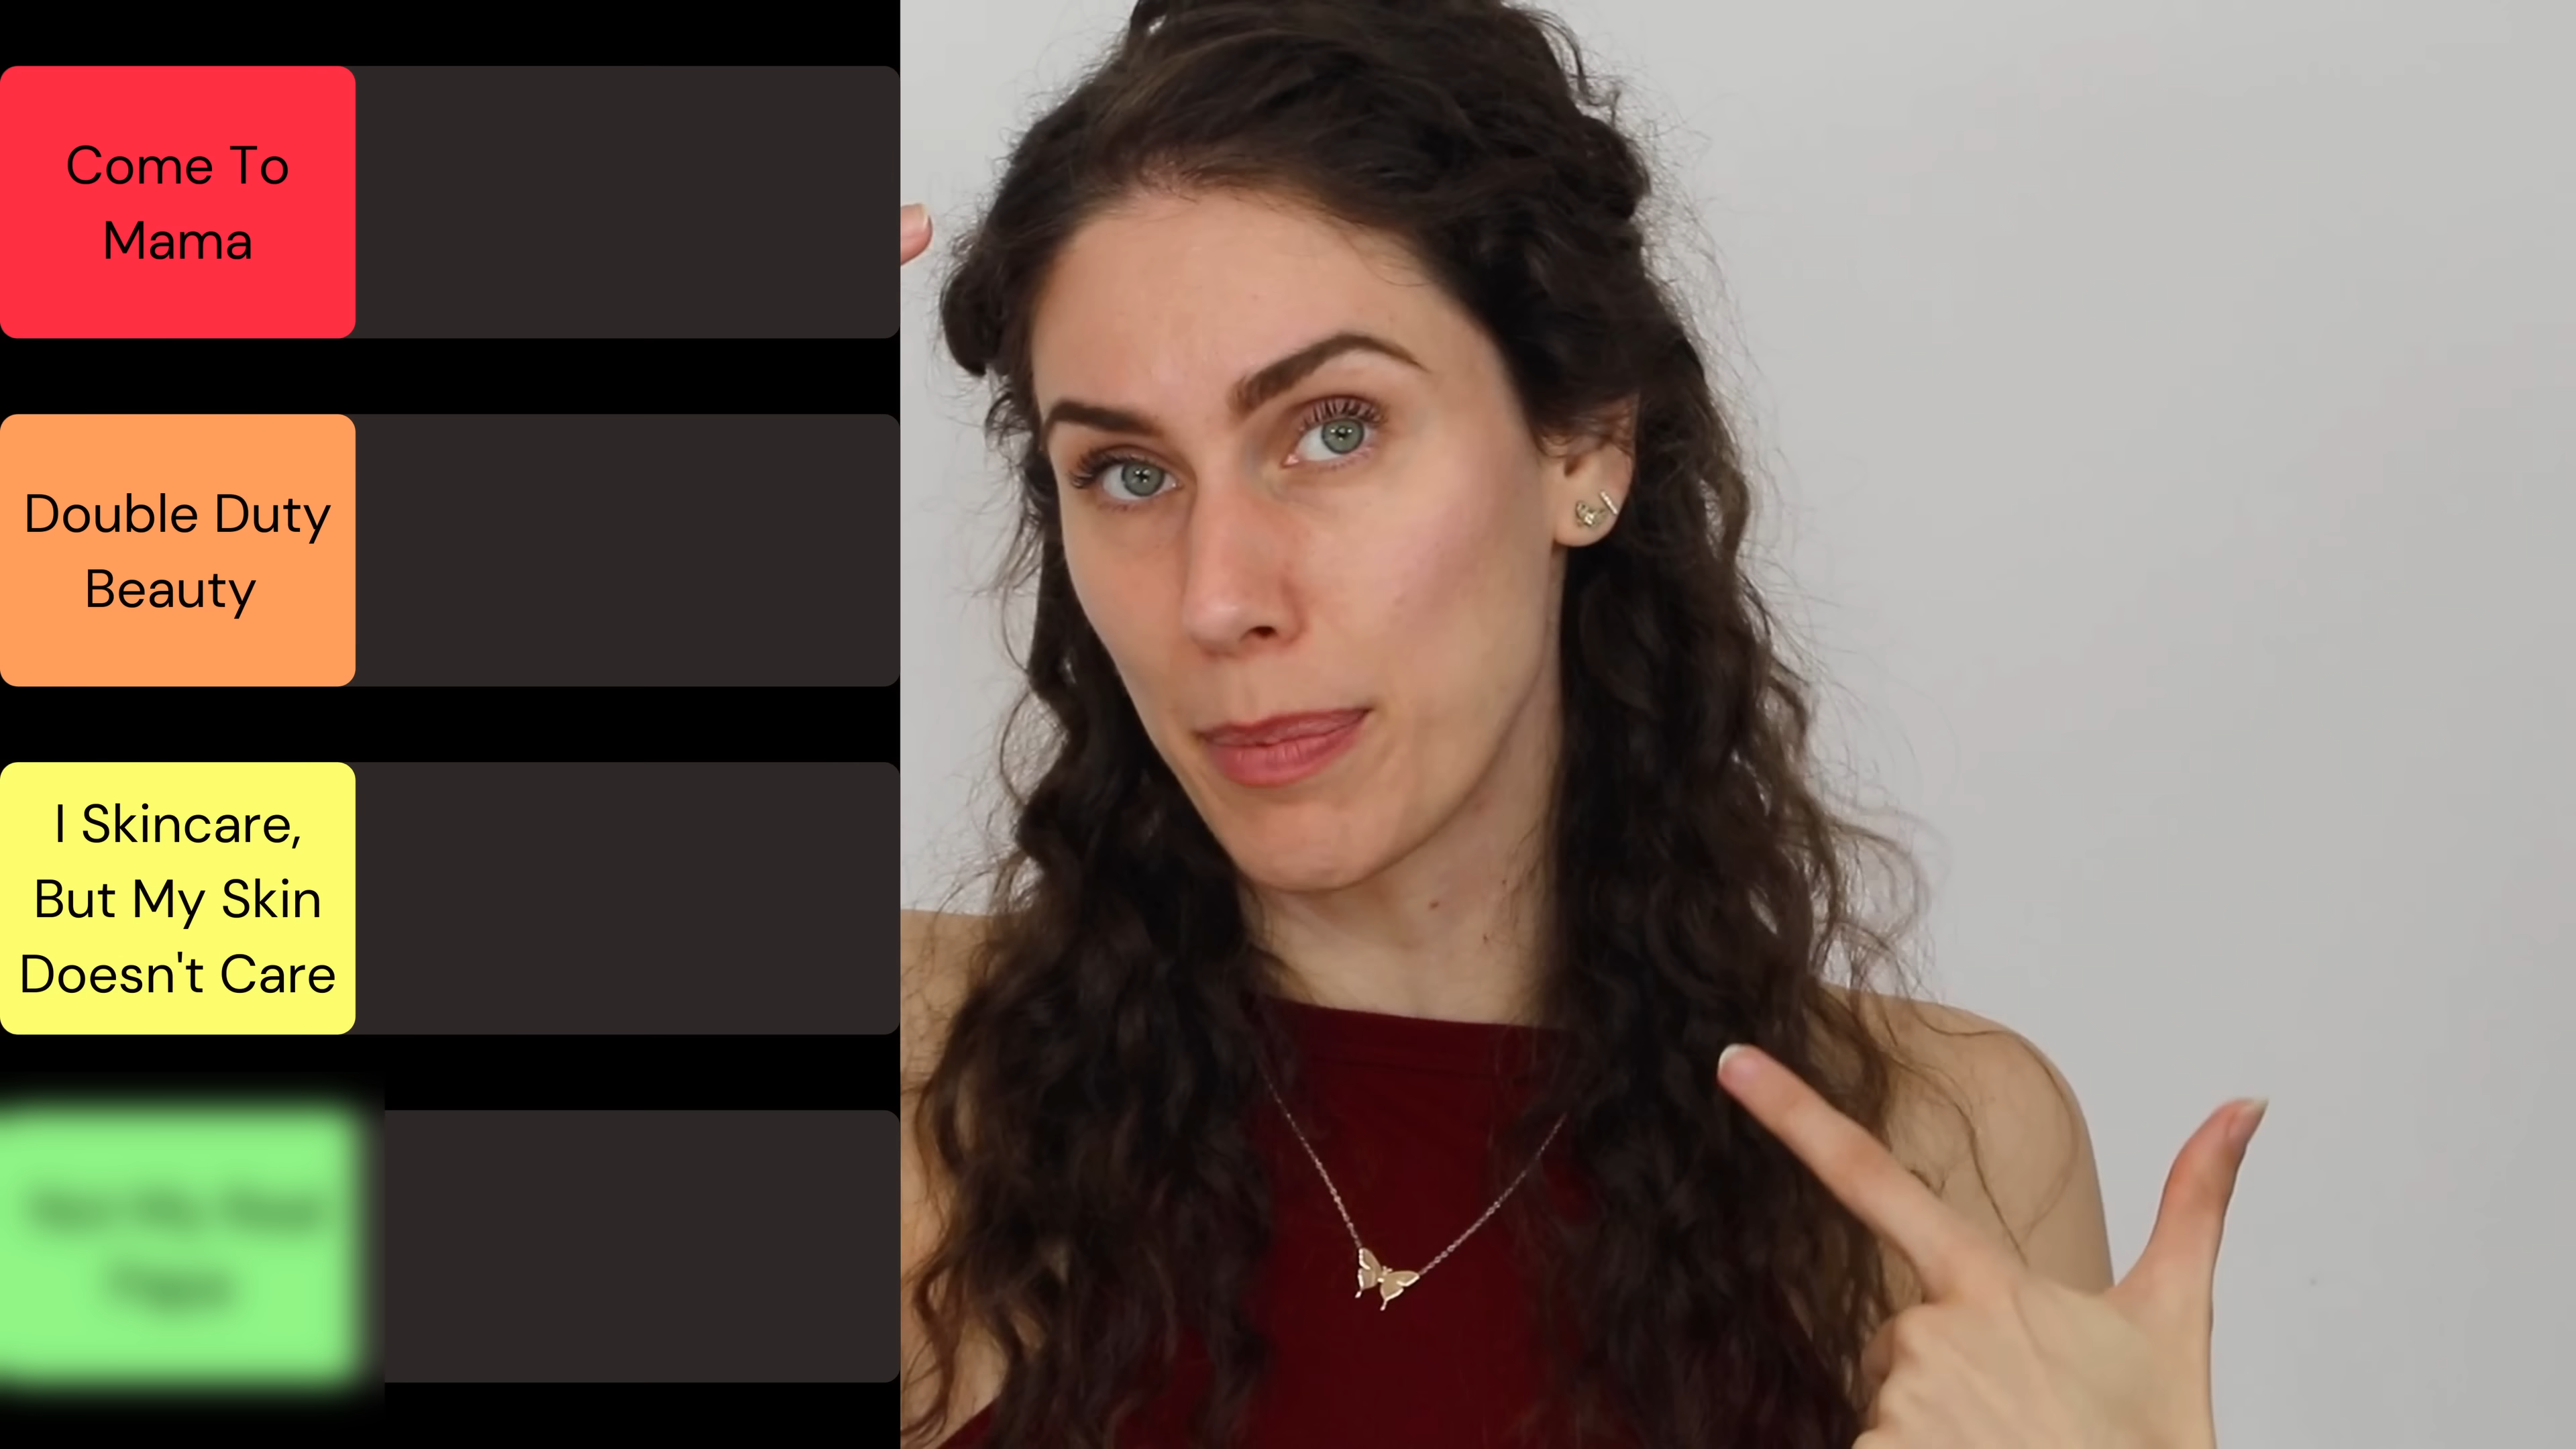 Come To
Mama
Double Duty
Beauty
I Skincare,
But My Skin
Doesn't Care